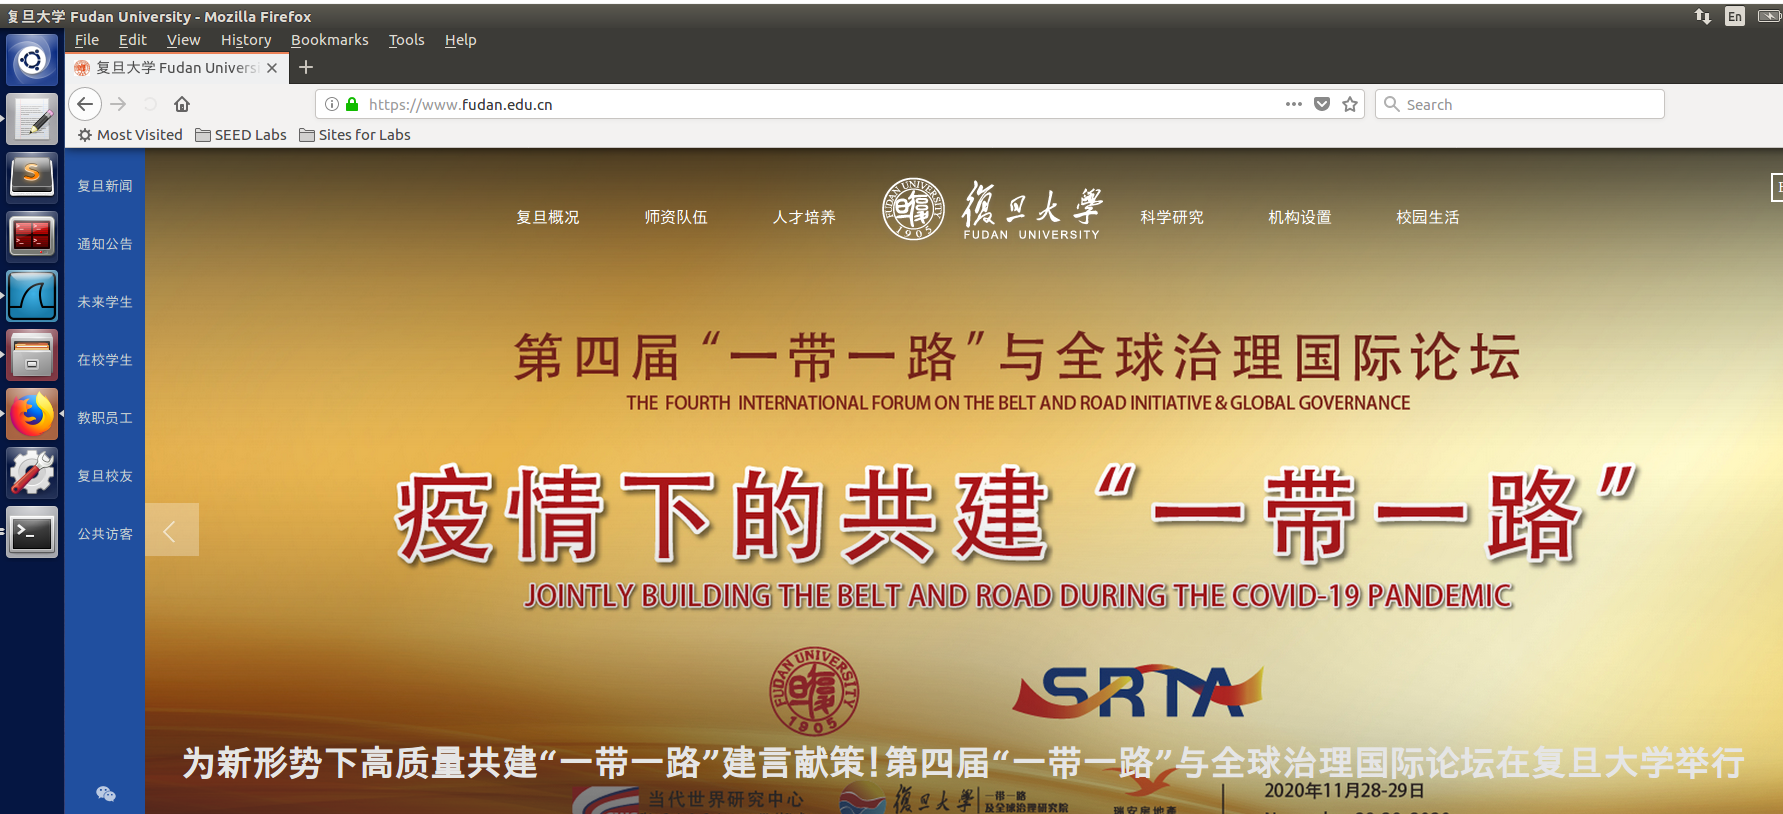 复旦大学 Fudan University - Mozilla Firefox
En
File Edit View History Bookmarks Tools Help
复旦大学 Fudan Universi
https://www.fudan.edu.cn
Search
Most Visited SEED Labs Sites for Labs
复旦新闻
通知公告
未来学生
在校学生
教职员工
复旦校友
公共访客
复旦概况 师资队伍 人才培养
FUDAN UNIVERSITY
1905
復旦大學
FUDAN UNIVERSITY
科学研究 机构设置 校园生活
第四届“一带一路”与全球治理国际论坛
THE FOURTH INTERNATIONAL FORUM ON THE BELT AND ROAD INITIATIVE & GLOBAL GOVERNANCE
疫情下的共建“一带一路”
JOINTLY BUILDING THE BELT AND ROAD DURING THE COVID-19 PANDEMIC
FUDAN UNIVERSITY
1905
SRTA
为新形势下高质量共建“一带一路”建言献策!第四届“一带一路”与全球治理国际论坛在复旦大学举行
当代世界研究中心
復旦大學
一带一路
及全球治理研究院
瑞安房地產
2020年11月28-29日